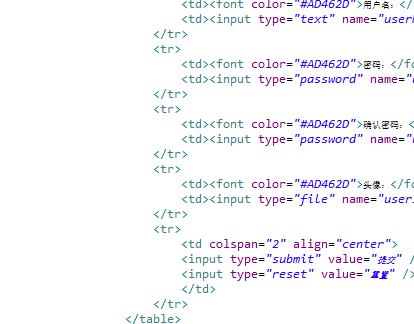 <td><font color="#AD462D">用户名：</
<td><input type="text" name="user
</tr>
<tr>
<td><font color="#AD462D">密码：</fo
<td><input type="password" name="
</tr>
<tr>
<td><font color="#AD462D">确认密码：<
<td><input type="password" name="
</tr>
<tr>
<td><font color="#AD462D">头像：</fo
<td><input type="file" name="user
</tr>
<tr>
<td colspan="2" align="center">
<input type="submit" value="提交" /
<input type="reset" value="重置" />
</td>
</tr>
</table>